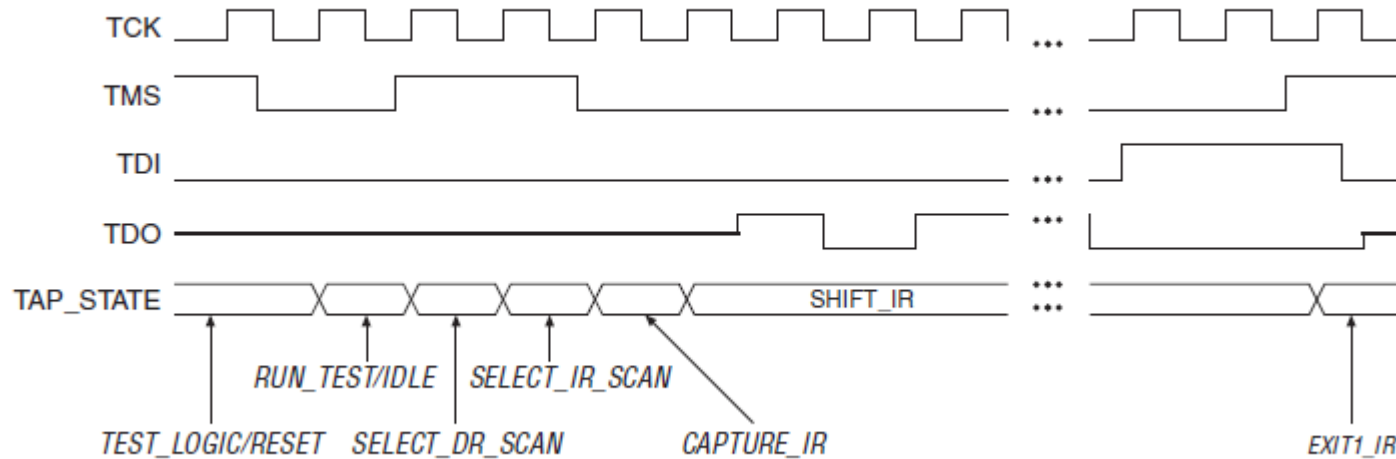 TCK
TMS
TDI
TDO
TAP_STATE
SHIFT_IR
RUN_TEST/IDLE
SELECT_IR_SCAN
TEST_LOGIC/RESET
SELECT_DR_SCAN
CAPTURE_IR
EXIT1_IR